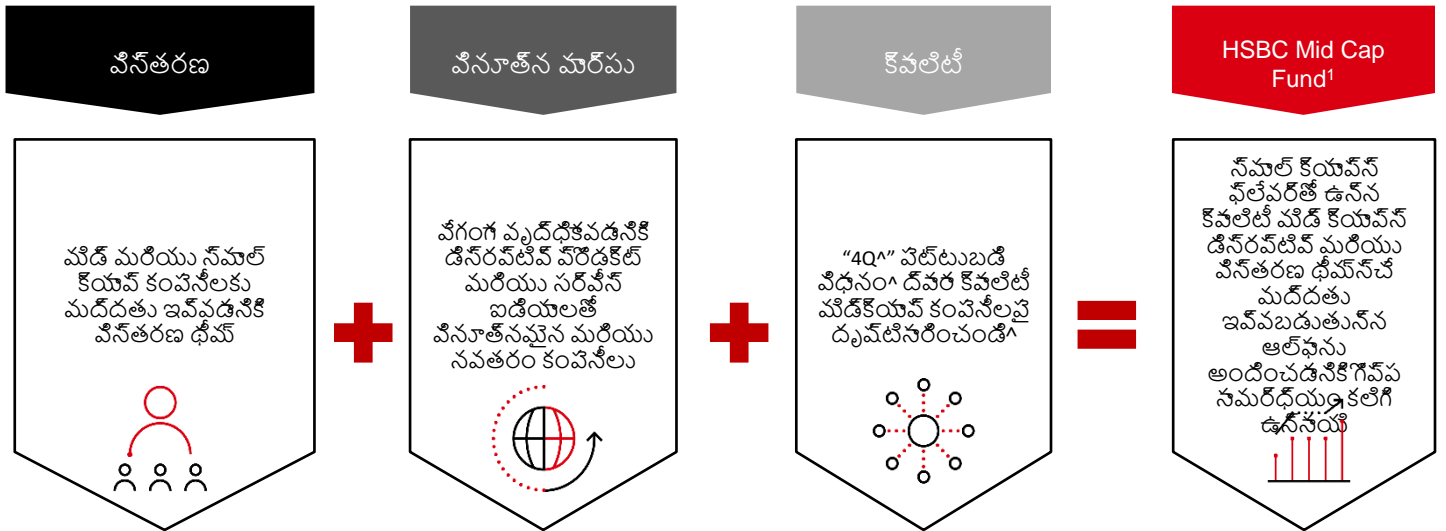 విస్తరణ
వినూత్న మార్పు
క్వాలిటీ
HSBC Mid Cap
Fund¹
మిడ్ మరియు స్మాల్
క్యాప్ కంపెనీలకు
మద్దతు ఇవ్వడానికి
విస్తరణ థీమ్
వేగంగా వృద్ధికావడానికి
డిస్రప్టివ్ ప్రొడక్ట్
మరియు సర్వీస్
ఐడియాలతో
వినూత్నమైన మరియు
నవతరం కంపెనీలు
“4Q^” పెట్టుబడి
విధానం^ ద్వారా క్వాలిటీ
మిడ్‌క్యాప్ కంపెనీలపై
దృష్టిసారించండి^
స్మాల్ క్యాప్స్
ఫ్లేవర్‌తో ఉన్న
క్వాలిటీ మిడ్ క్యాప్స్
డిస్రప్టివ్ మరియు
విస్తరణ థీమ్స్‌చే
మద్దతు
ఇవ్వబడుతున్న
ఆల్ఫాను
అందించడానికి గొప్ప
సామర్ధ్యం కలిగి
ఉన్నాయి